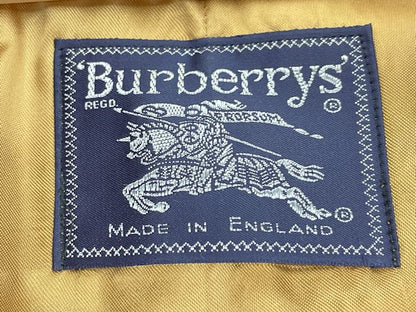 'Burberrys'
REGD. ®
PRORSUM
MADE IN ENGLAND ®